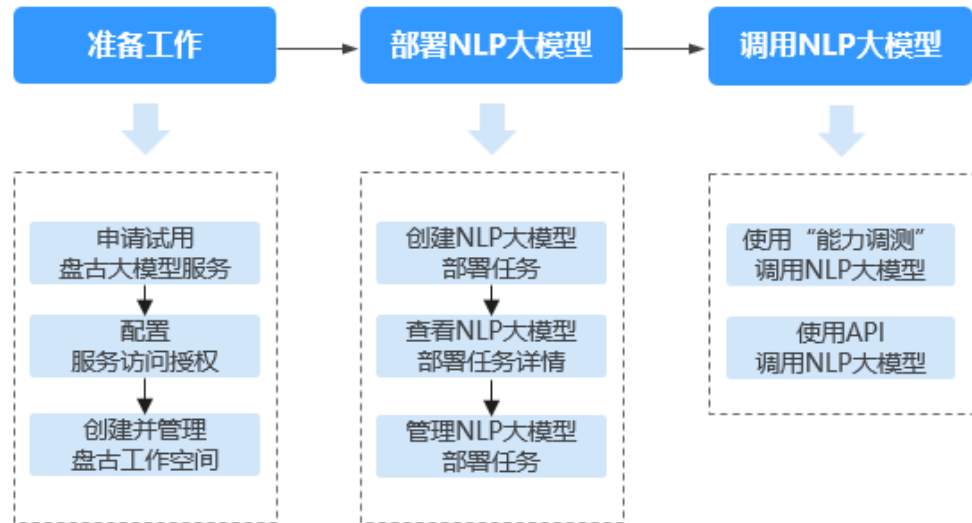 准备工作
部署NLP大模型
调用NLP大模型
申请试用
盘古大模型服务
配置
服务访问授权
创建并管理
盘古工作空间
创建NLP大模型
部署任务
查看NLP大模型
部署任务详情
管理NLP大模型
部署任务
使用“能力调测”
调用NLP大模型
使用API
调用NLP大模型